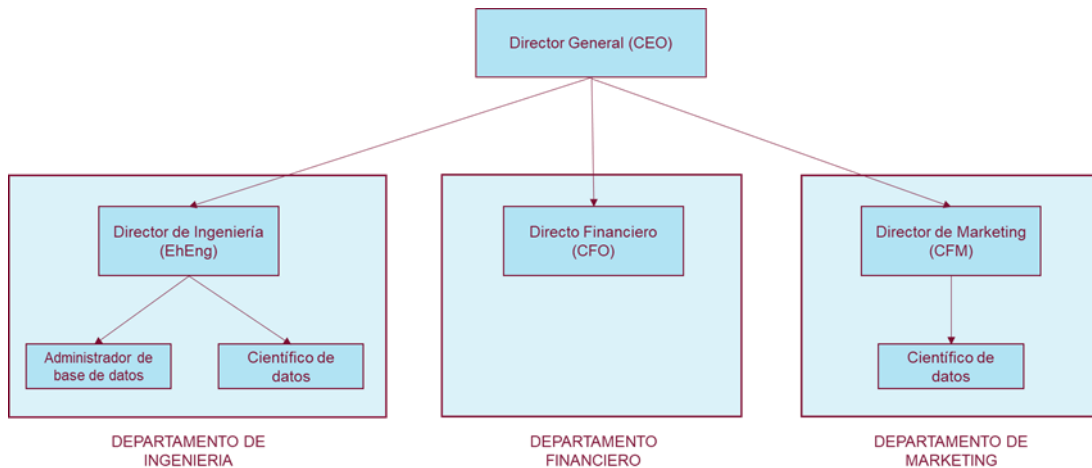 Director General (CEO)
Director de Ingeniería
(EhEng)
Directo Financiero
(CFO)
Director de Marketing
(CFM)
Administrador de
base de datos
Científico de
datos
Científico de
datos
DEPARTAMENTO DE
INGENIERIA
DEPARTAMENTO
FINANCIERO
DEPARTAMENTO DE
MARKETING